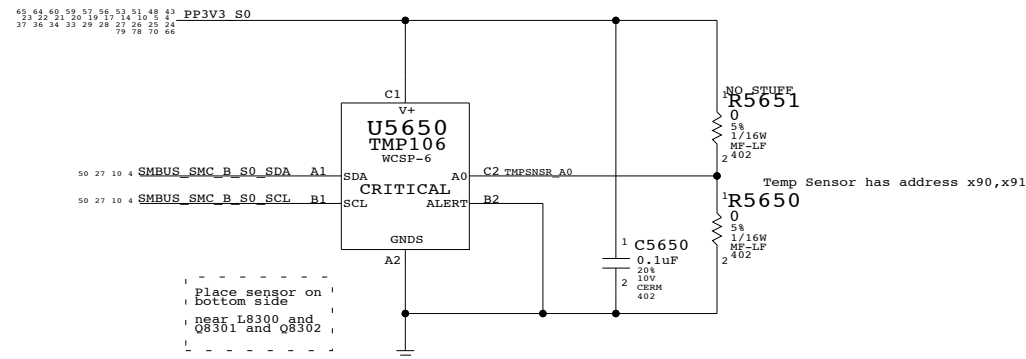 65 64 60 59 57 56 53 51 48 43
23 22 21 20 19 17 14 10 5 4
37 36 34 33 29 28 27 26 25 24
79 78 70 66
PP3V3 S0
NO STUFF
1
R5651
0
5%
1/16W
MF-LF
402
2
C1
V+
U5650
TMP106
WCSP-6
50 27 10 4
SMBUS_SMC_B_S0_SDA
A1
SDA
A0
C2
TMPSNSR_A0
CRITICAL
50 27 10 4
SMBUS_SMC_B_S0_SCL
B1
SCL
ALERT
B2
GNDS
A2
Temp Sensor has address x90,x91
1
R5650
0
5%
1/16W
MF-LF
402
2
1
C5650
0.1uF
20%
10V
CERM
402
2
Place sensor on
bottom side
near L8300 and
Q8301 and Q8302